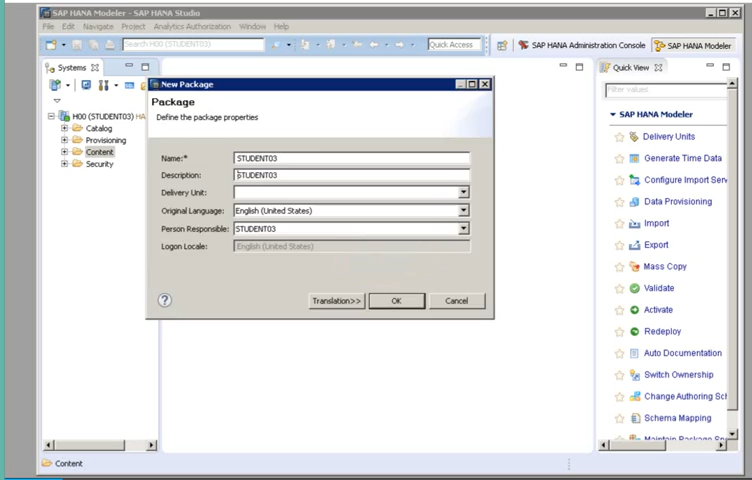 SAP HANA Modeler - SAP HANA Studio
File Edit Navigate Project Analytics Authorization Window Help
Search H00 (STUDENT03)
Quick Access
SAP HANA Administration Console
SAP HANA Modeler
Systems
H00 (STUDENT03) HA
Catalog
Provisioning
Content
Security
New Package
Package
Define the package properties
Name:* STUDENT03
Description: STUDENT03
Delivery Unit:
Original Language: English (United States)
Person Responsible: STUDENT03
Logon Locale: English (United States)
Translation>> OK Cancel
Quick View
Filter values!
SAP HANA Modeler
Delivery Units
Generate Time Data
Configure Import Serv
Data Provisioning
Import
Export
Mass Copy
Validate
Activate
Redeploy
Auto Documentation
Switch Ownership
Change Authoring Sch
Schema Mapping
Maintain Package Spe
Content